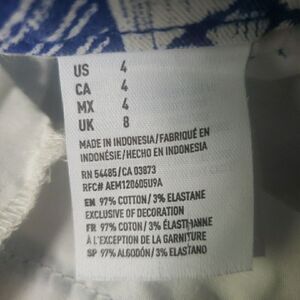 US 4
CA 4
MX 4
UK 8
MADE IN INDONESIA/FABRIQUÉ EN
INDONÉSIE/HECHO EN INDONESIA
RN 54485/CA 03873
RFC# AEM120605U9A
EN 97% COTTON/3% ELASTANE
EXCLUSIVE OF DECORATION
FR 97% COTON/3% ÉLASTHANNE
À L'EXCEPTION DE LA GARNITURE
SP 97% ALGODÓN/3% ELASTANO